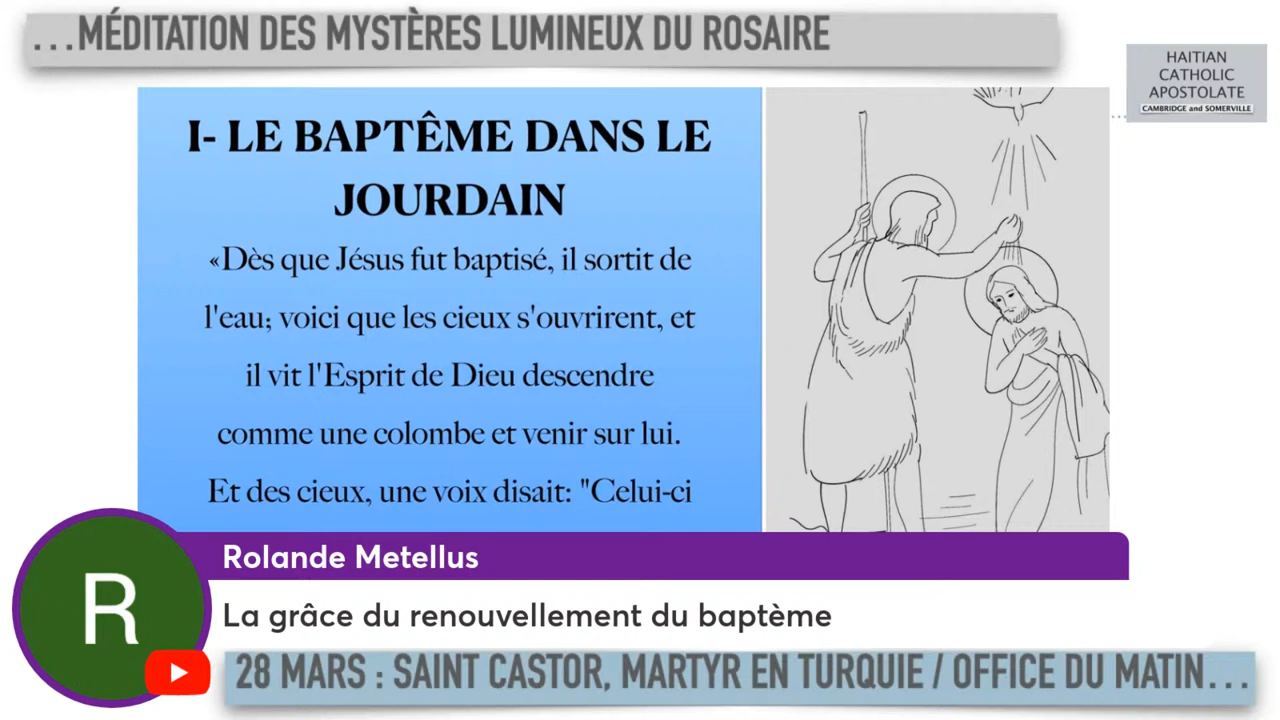 ...MÉDITATION DES MYSTÈRES LUMINEUX DU ROSAIRE
HAITIAN
CATHOLIC
APOSTOLATE
CAMBRIDGE and SOMERVILLE
I- LE BAPTÊME DANS LE
JOURDAIN
«Dès que Jésus fut baptisé, il sortit de
l'eau; voici que les cieux s'ouvrirent, et
il vit l'Esprit de Dieu descendre
comme une colombe et venir sur lui.
Et des cieux, une voix disait: "Celui-ci
R
Rolande Metellus
La grâce du renouvellement du baptème
28 MARS : SAINT CASTOR, MARTYR EN TURQUIE / OFFICE DU MATIN...